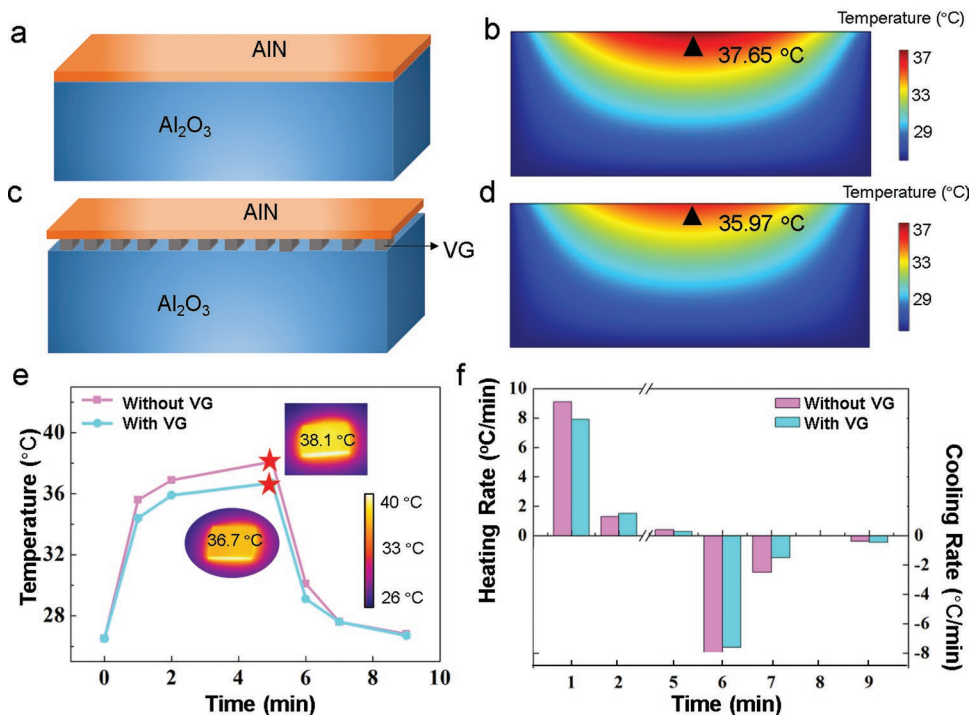 a
AlN
Al₂O₃
b
Temperature (°C)
37.65 °C
37
33
29
c
AlN
VG
Al₂O₃
d
Temperature (°C)
35.97 °C
37
33
29
e
Without VG
With VG
38.1 °C
36.7 °C
40 °C
33 °C
26 °C
Temperature (°C)
42
40
36
32
28
0 2 4 6 8 10
Time (min)
f
Without VG
With VG
Heating Rate (°C/min)
10
8
6
4
2
0
Cooling Rate (°C/min)
0
-2
-4
-6
-8
1 2 5 6 7 8 9
Time (min)